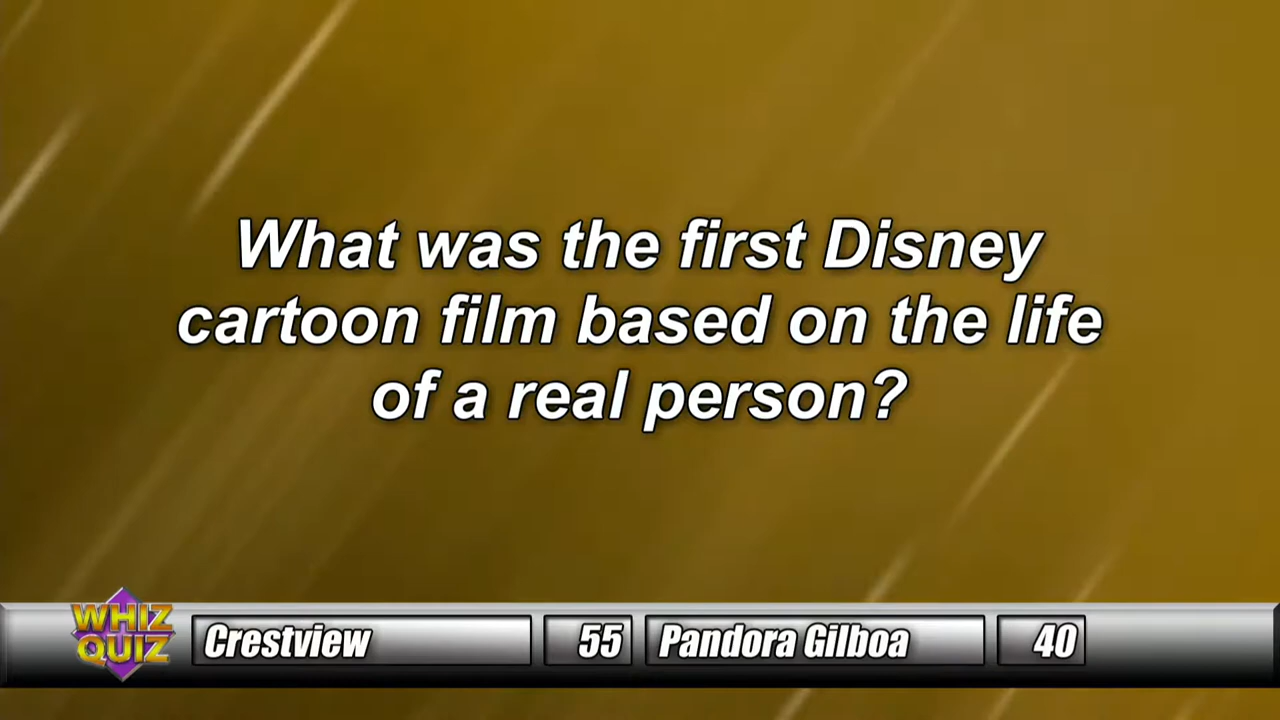 What was the first Disney
cartoon film based on the life
of a real person?
WHIZ
QUIZ
Crestview 55 Pandora Gilboa 40